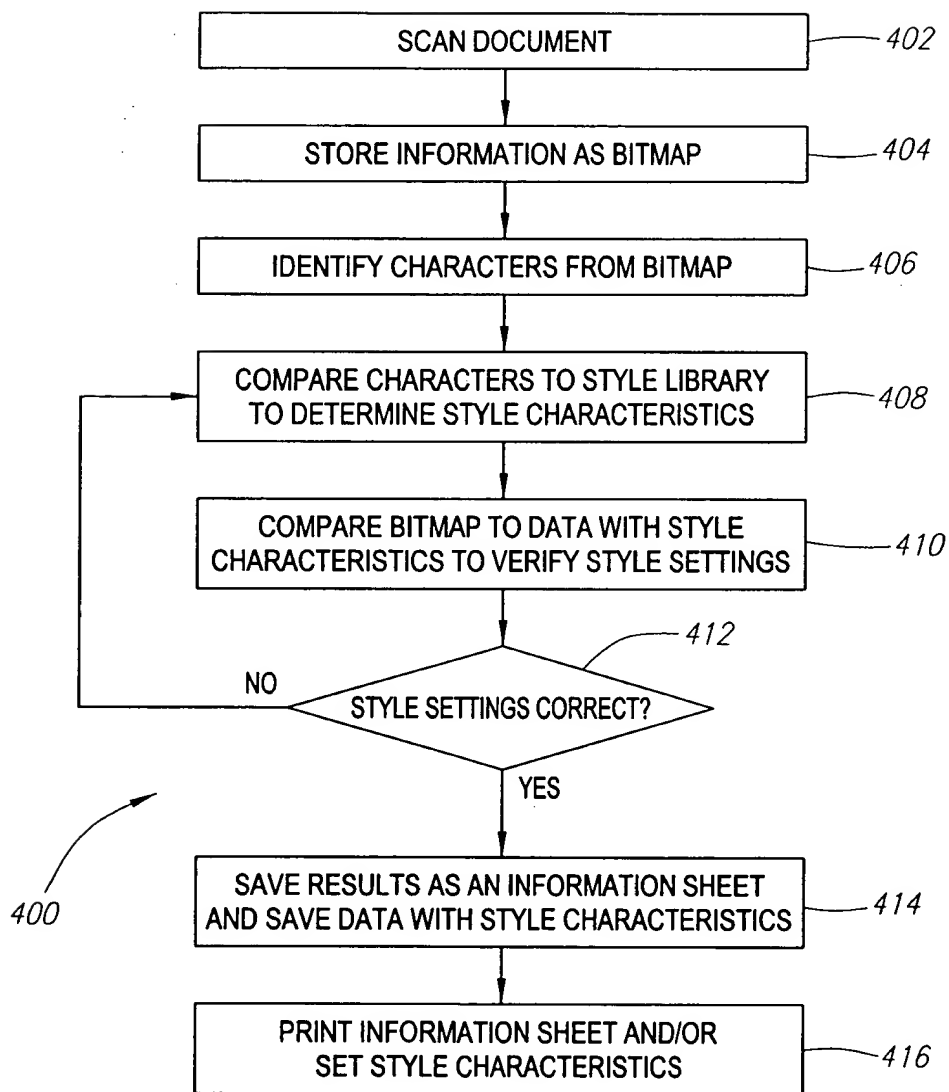 SCAN DOCUMENT
402
STORE INFORMATION AS BITMAP
404
IDENTIFY CHARACTERS FROM BITMAP
406
COMPARE CHARACTERS TO STYLE LIBRARY
TO DETERMINE STYLE CHARACTERISTICS
408
COMPARE BITMAP TO DATA WITH STYLE
CHARACTERISTICS TO VERIFY STYLE SETTINGS
410
412
NO
STYLE SETTINGS CORRECT?
YES
400
SAVE RESULTS AS AN INFORMATION SHEET
AND SAVE DATA WITH STYLE CHARACTERISTICS
414
PRINT INFORMATION SHEET AND/OR
SET STYLE CHARACTERISTICS
416